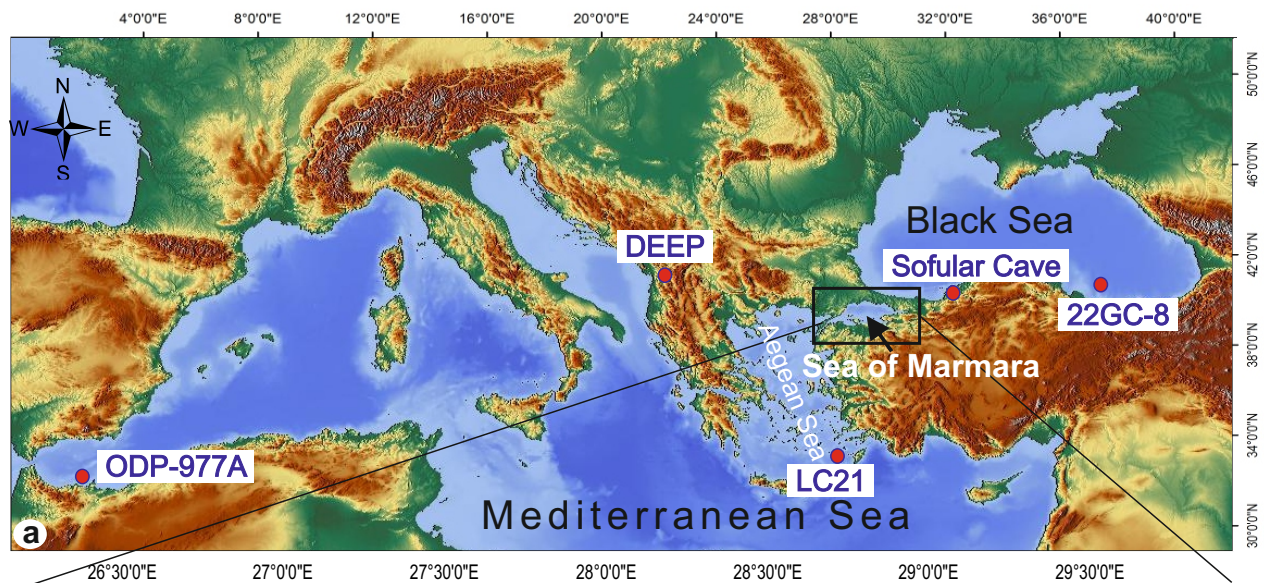 4°0'0"E 8°0'0"E 12°0'0"E 16°0'0"E 20°0'0"E 24°0'0"E 28°0'0"E 32°0'0"E 36°0'0"E 40°0'0"E
N
W E
S
50°0'0"N
46°0'0"N
42°0'0"N
38°0'0"N
34°0'0"N
30°0'0"N
Black Sea
DEEP
Sofular Cave
22GC-8
Aegean Sea
Sea of Marmara
ODP-977A
LC21
Mediterranean Sea
a
26°30'0"E 27°0'0"E 27°30'0"E 28°0'0"E 28°30'0"E 29°0'0"E 29°30'0"E